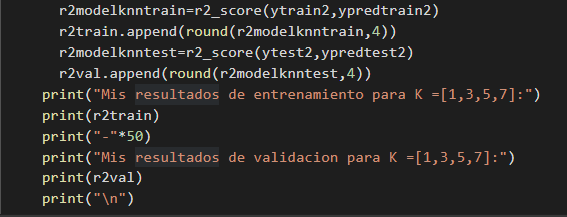 r2modelknntrain=r2_score(ytrain2,ypredtrain2)
r2train.append(round(r2modelknntrain,4))
r2modelknntest=r2_score(ytest2,ypredtest2)
r2val.append(round(r2modelknntest,4))
print("Mis resultados de entrenamiento para K =[1,3,5,7]:")
print(r2train)
print("-"*50)
print("Mis resultados de validacion para K =[1,3,5,7]:")
print(r2val)
print("\n")